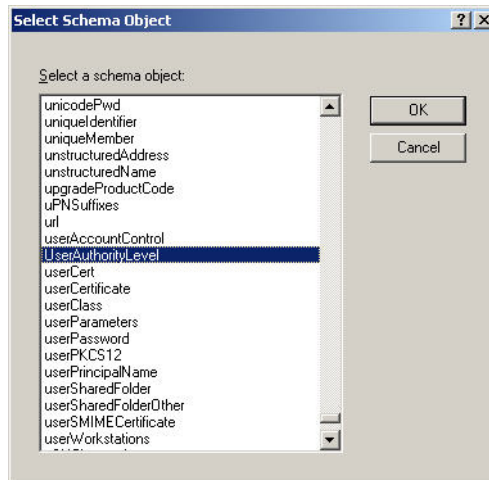 Select Schema Object
Select a schema object:
unicodePwd
uniqueIdentifier
uniqueMember
unstructuredAddress
unstructuredName
upgradeProductCode
uPNSuffixes
url
userAccountControl
UserAuthorityLevel
userCert
userCertificate
userClass
userParameters
userPassword
userPKCS12
userPrincipalName
userSharedFolder
userSharedFolderOther
userSMIMECertificate
userWorkstations
OK
Cancel